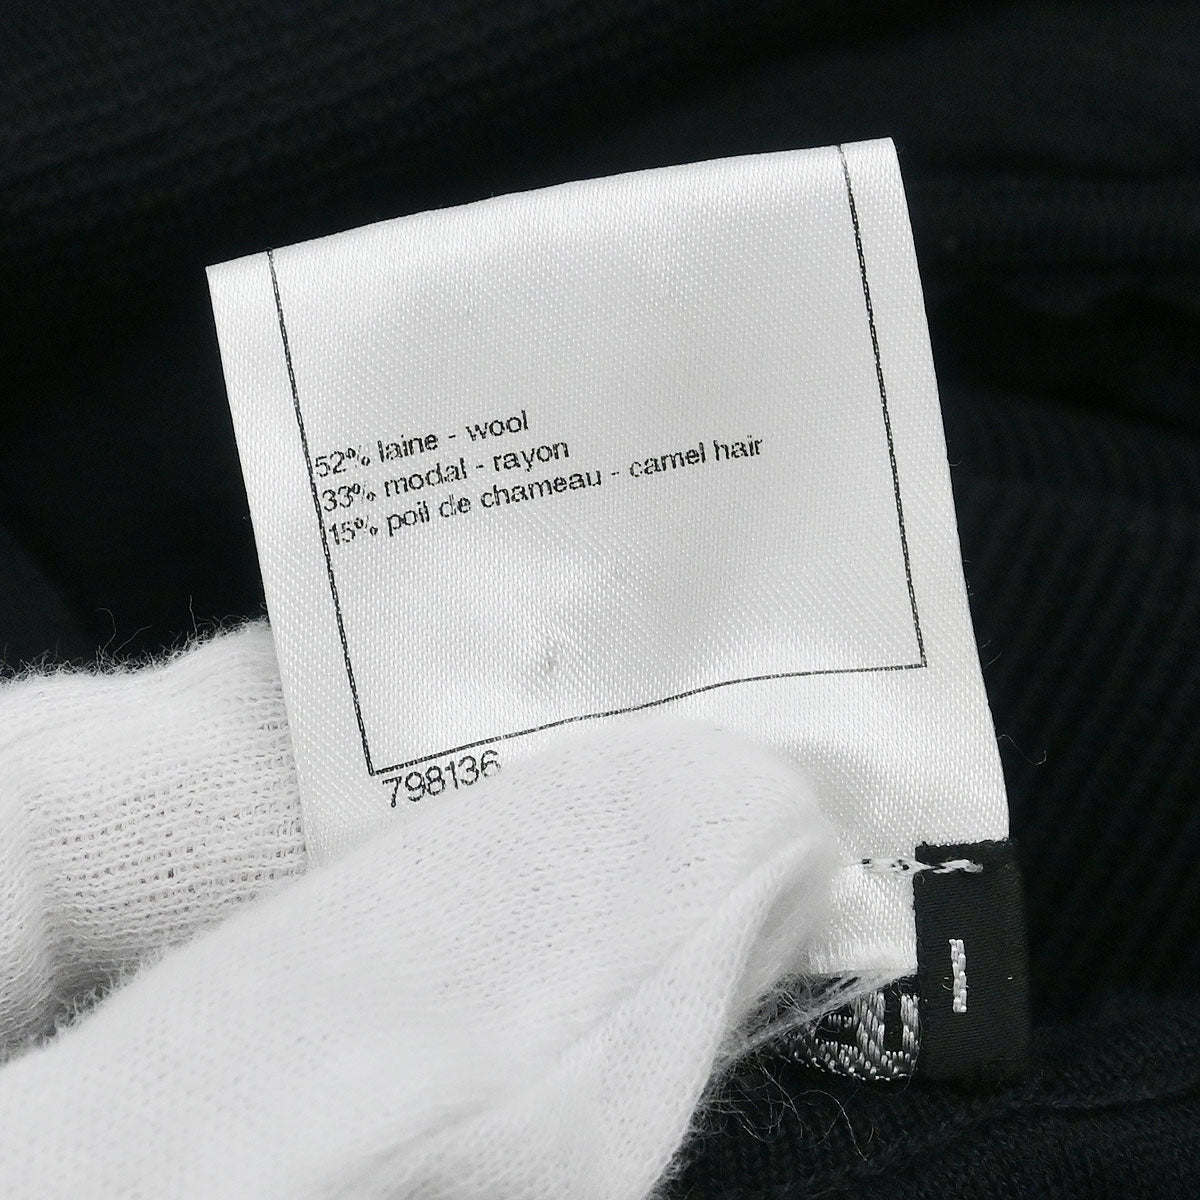 52% laine - wool
33% modal - rayon
15% poil de chameau - camel hair
798136